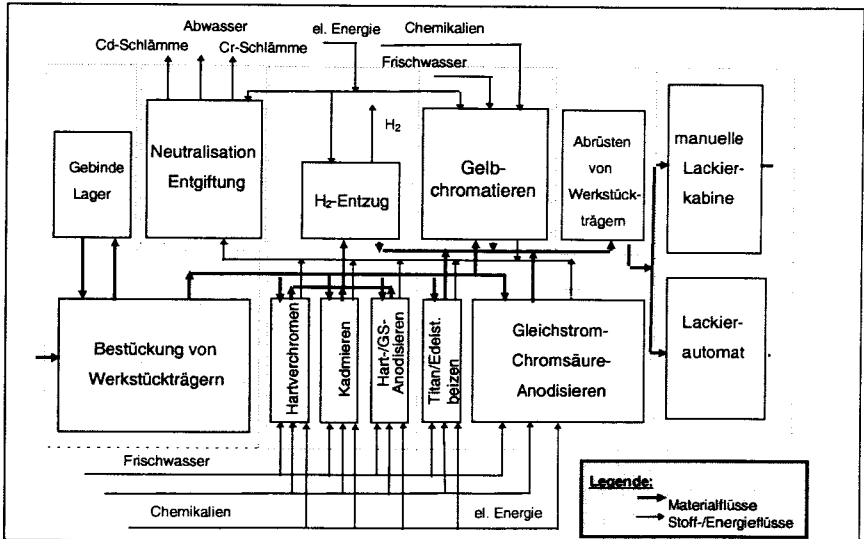 Abwasser
Cd-Schlämme
Cr-Schlämme
el. Energie
Chemikalien
Frischwasser
H₂
Gebinde
Lager
Neutralisation
Entgiftung
H₂-Entzug
Gelb-
chromatieren
Abrüsten
von
Werkstück-
trägern
manuelle
Lackier-
kabine
Bestückung von
Werkstückträgern
Hartverchromen
Kadmieren
Hart-/GS-
Anodisieren
Titan/Edelst.
beizen
Gleichstrom-
Chromsäure-
Anodisieren
Lackier-
automat
Frischwasser
Chemikalien
el. Energie
Legende:
Materialflüsse
Stoff-/Energieflüsse